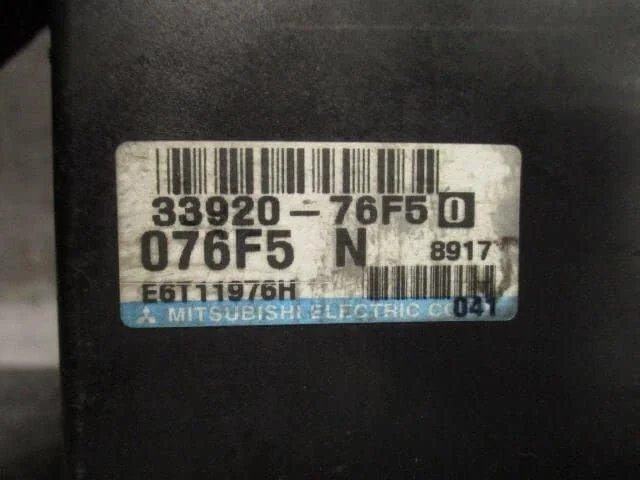 33920-76F5 0
076F5 N 8917
E6T11976H
MITSUBISHI ELECTRIC CO 041